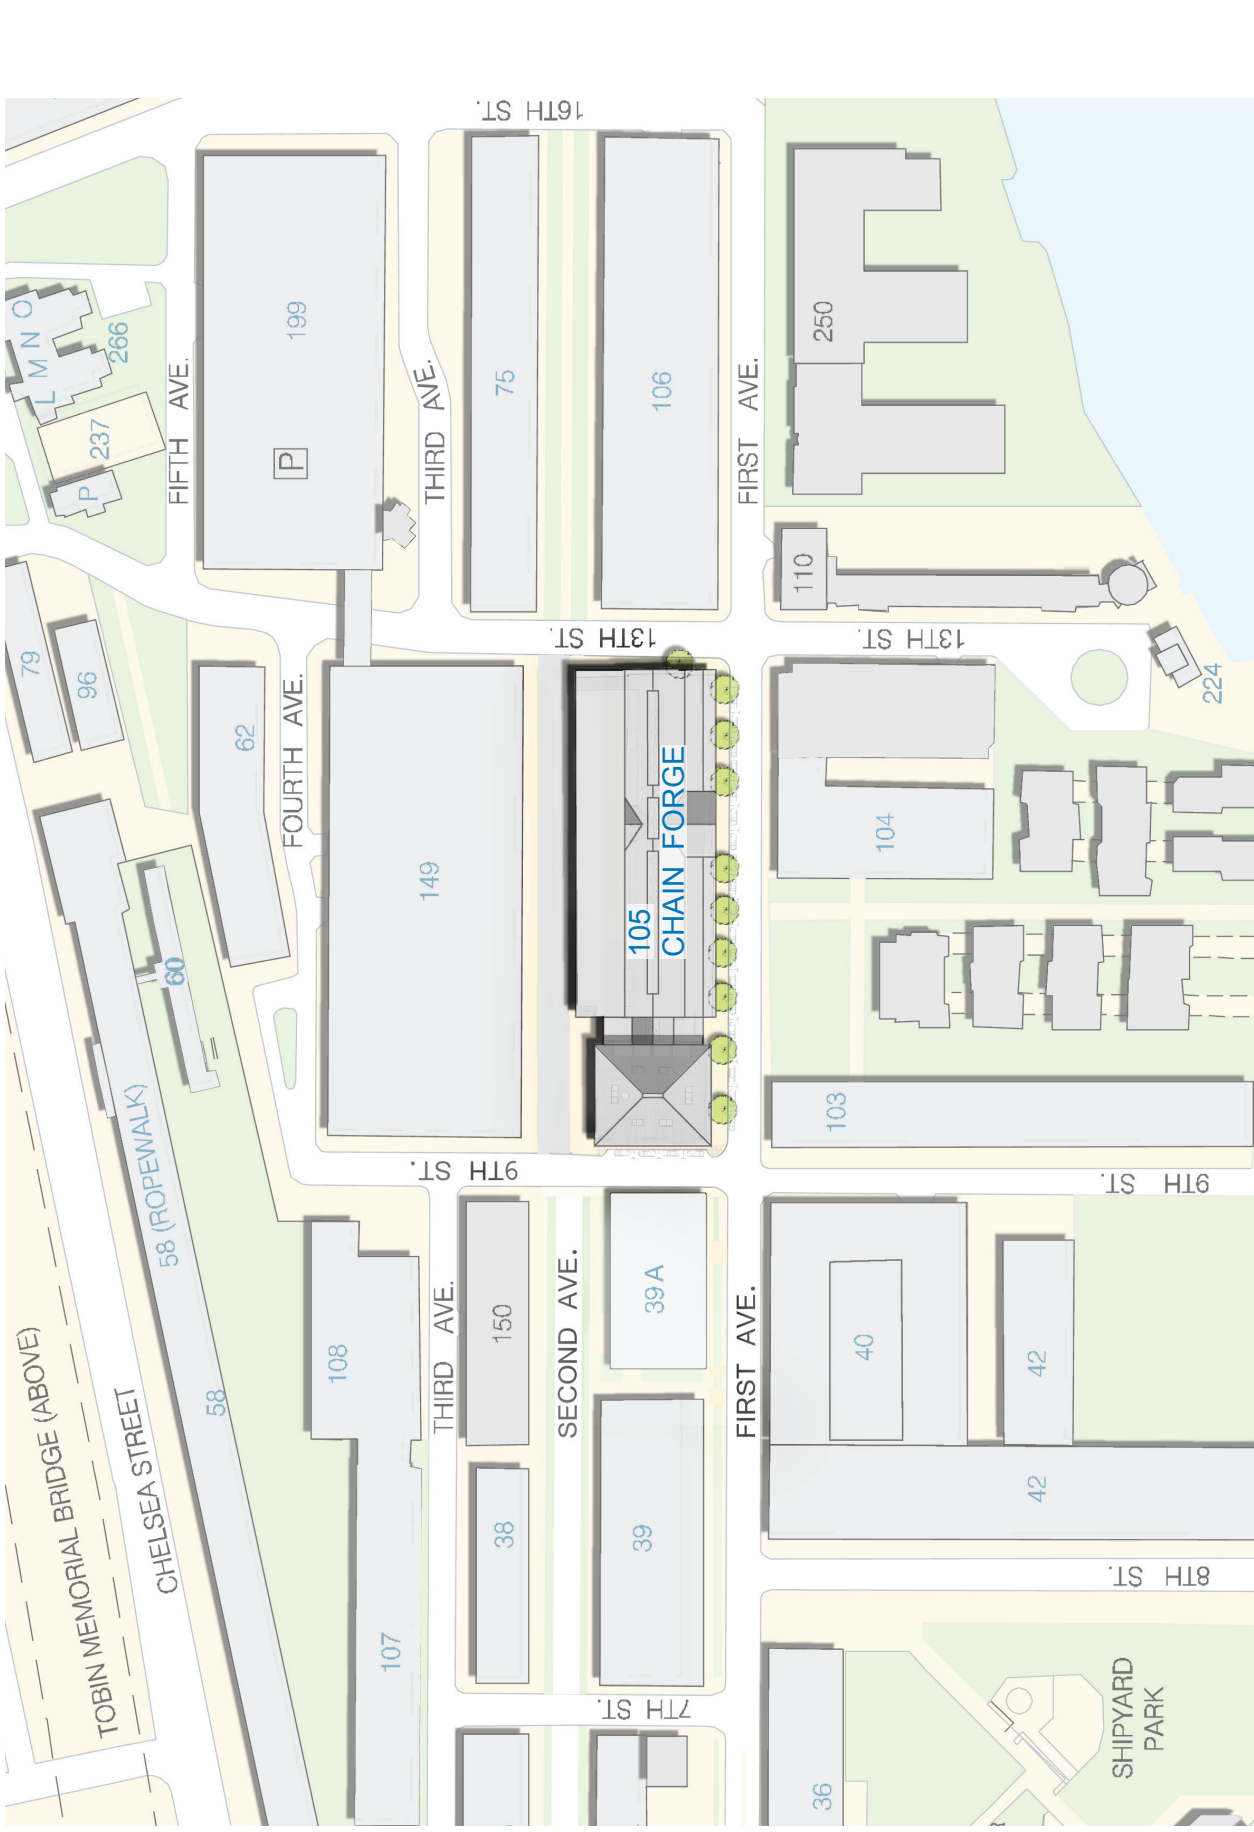 16TH ST.
L M N O
266
237
P
FIFTH AVE.
199
P
THIRD AVE.
75
106
FIRST AVE.
250
110
13TH ST.
13TH ST.
224
79
96
62
FOURTH AVE.
149
105
CHAIN FORGE
104
60
58 (ROPEWALK)
103
9TH ST.
9TH ST.
TOBIN MEMORIAL BRIDGE (ABOVE)
CHELSEA STREET
58
108
THIRD AVE.
150
SECOND AVE.
39A
FIRST AVE.
40
42
42
107
38
39
8TH ST.
7TH ST.
36
SHIPYARD
PARK